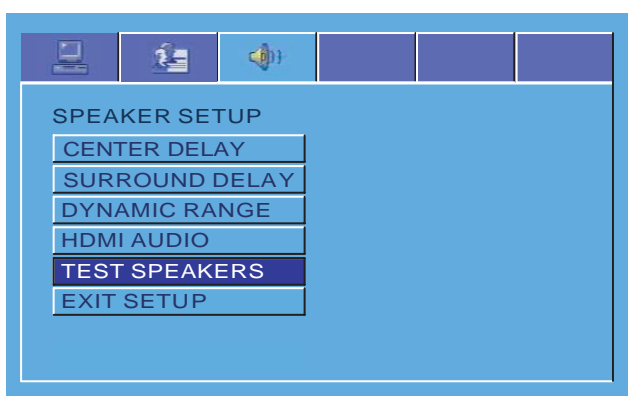 SPEAKER SETUP
CENTER DELAY
SURROUND DELAY
DYNAMIC RANGE
HDMI AUDIO
TEST SPEAKERS
EXIT SETUP